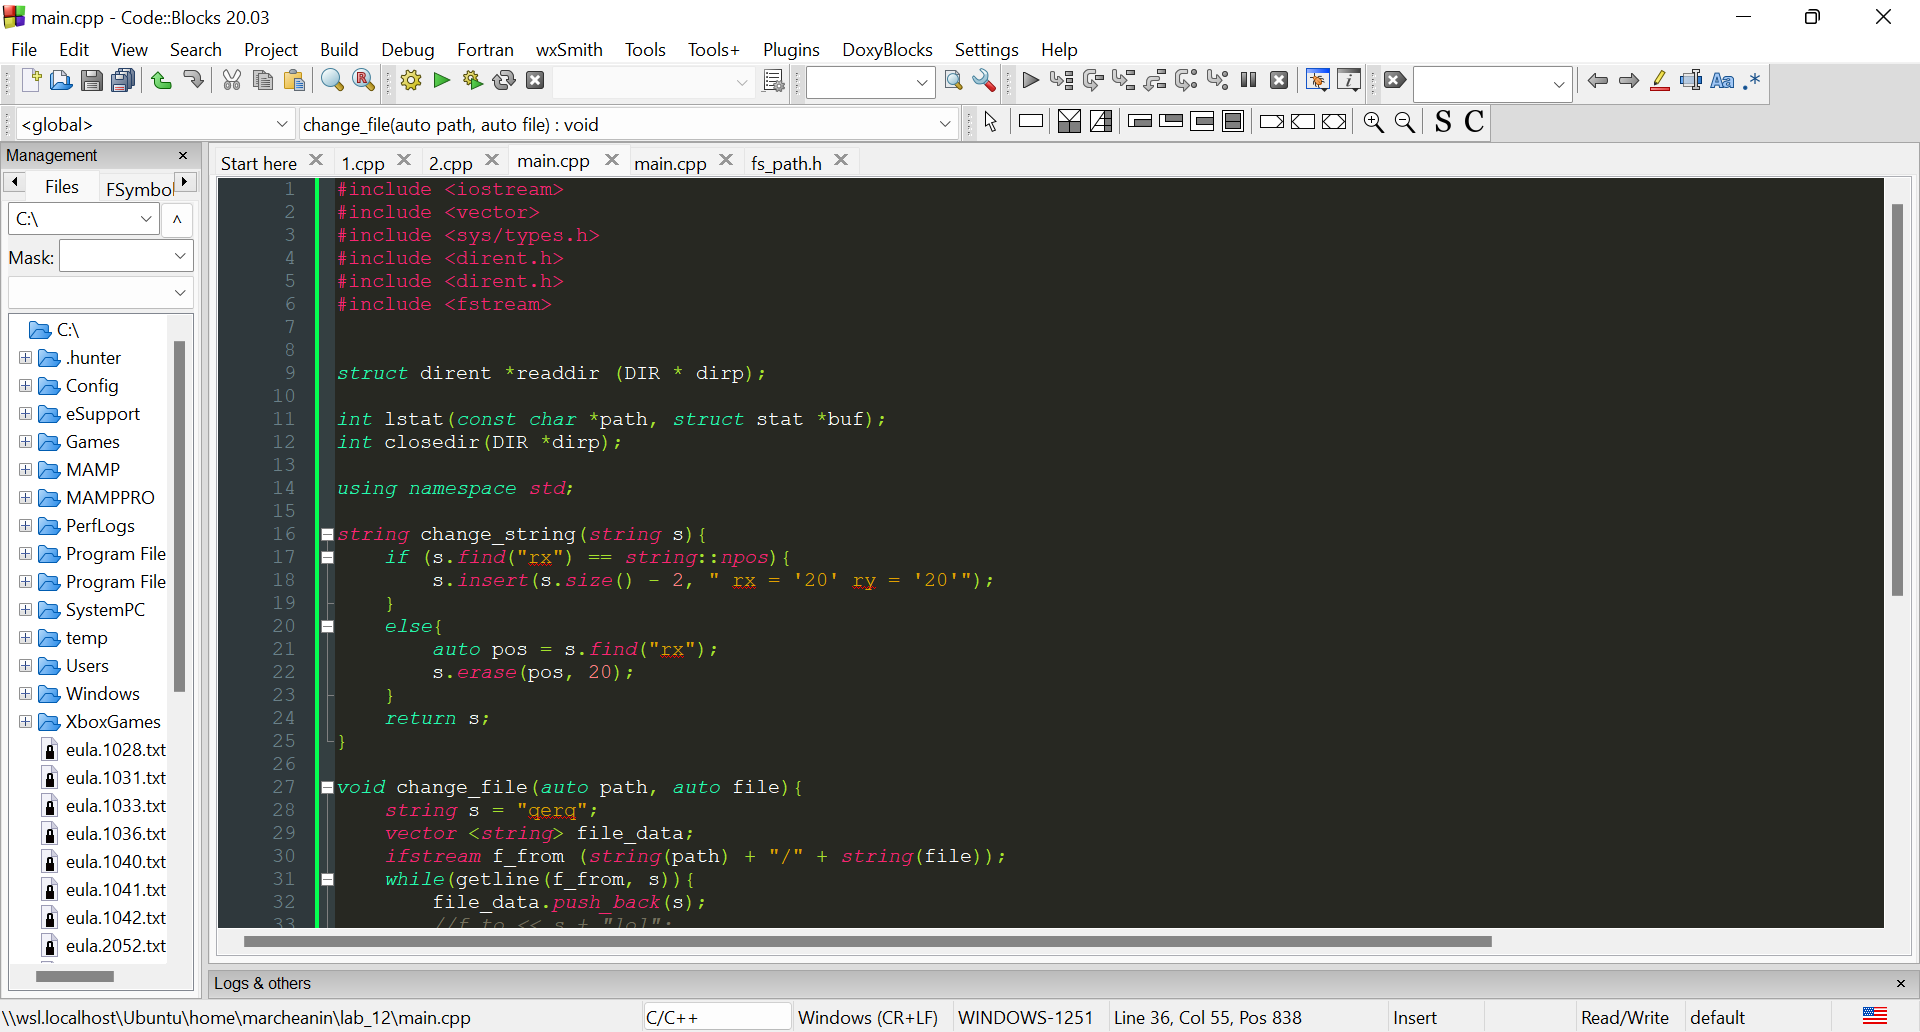 main.cpp - Code::Blocks 20.03
File Edit View Search Project Build Debug Fortran wxSmith Tools Tools+ Plugins DoxyBlocks Settings Help
<global> change_file(auto path, auto file) : void S C
Management
Files FSymbo
C:\
Mask:
C:\
.hunter
Config
eSupport
Games
MAMP
MAMPPRO
PerfLogs
Program File
Program File
SystemPC
temp
Users
Windows
XboxGames
eula.1028.txt
eula.1031.txt
eula.1033.txt
eula.1036.txt
eula.1040.txt
eula.1041.txt
eula.1042.txt
eula.2052.txt
Start here 1.cpp 2.cpp main.cpp main.cpp fs_path.h
1 #include <iostream>
2 #include <vector>
3 #include <sys/types.h>
4 #include <dirent.h>
5 #include <dirent.h>
6 #include <fstream>
7
8
9 struct dirent *readdir (DIR * dirp);
10
11 int lstat(const char *path, struct stat *buf);
12 int closedir(DIR *dirp);
13
14 using namespace std;
15
16 string change_string(string s){
17 if (s.find("rx") == string::npos){
18 s.insert(s.size() - 2, " rx = '20' ry = '20'");
19 }
20 else{
21 auto pos = s.find("rx");
22 s.erase(pos, 20);
23 }
24 return s;
25 }
26
27 void change_file(auto path, auto file){
28 string s = "qerq";
29 vector <string> file_data;
30 ifstream f_from (string(path) + "/" + string(file));
31 while(getline(f_from, s)){
32 file_data.push_back(s);
33 //f_to << s + "lol";
Logs & others
\\wsl.localhost\Ubuntu\home\marcheanin\lab_12\main.cpp C/C++ Windows (CR+LF) WINDOWS-1251 Line 36, Col 55, Pos 838 Insert Read/Write default